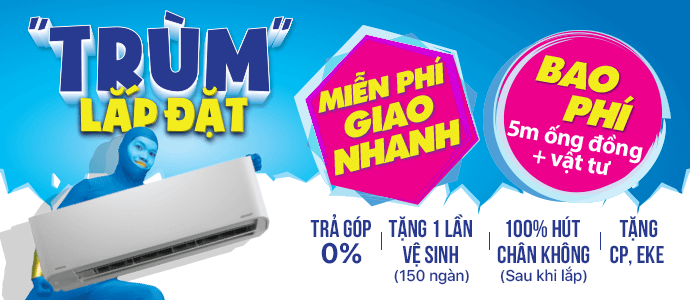 "TRÙM"
LẮP ĐẶT
MIỄN PHÍ
GIAO
NHANH
BAO
PHÍ
5m ống đồng
+ vật tư
TRẢ GÓP
0%
TẶNG 1 LẦN
VỆ SINH
(150 ngàn)
100% HÚT
CHÂN KHÔNG
(Sau khi lắp)
TẶNG
CP, EKE